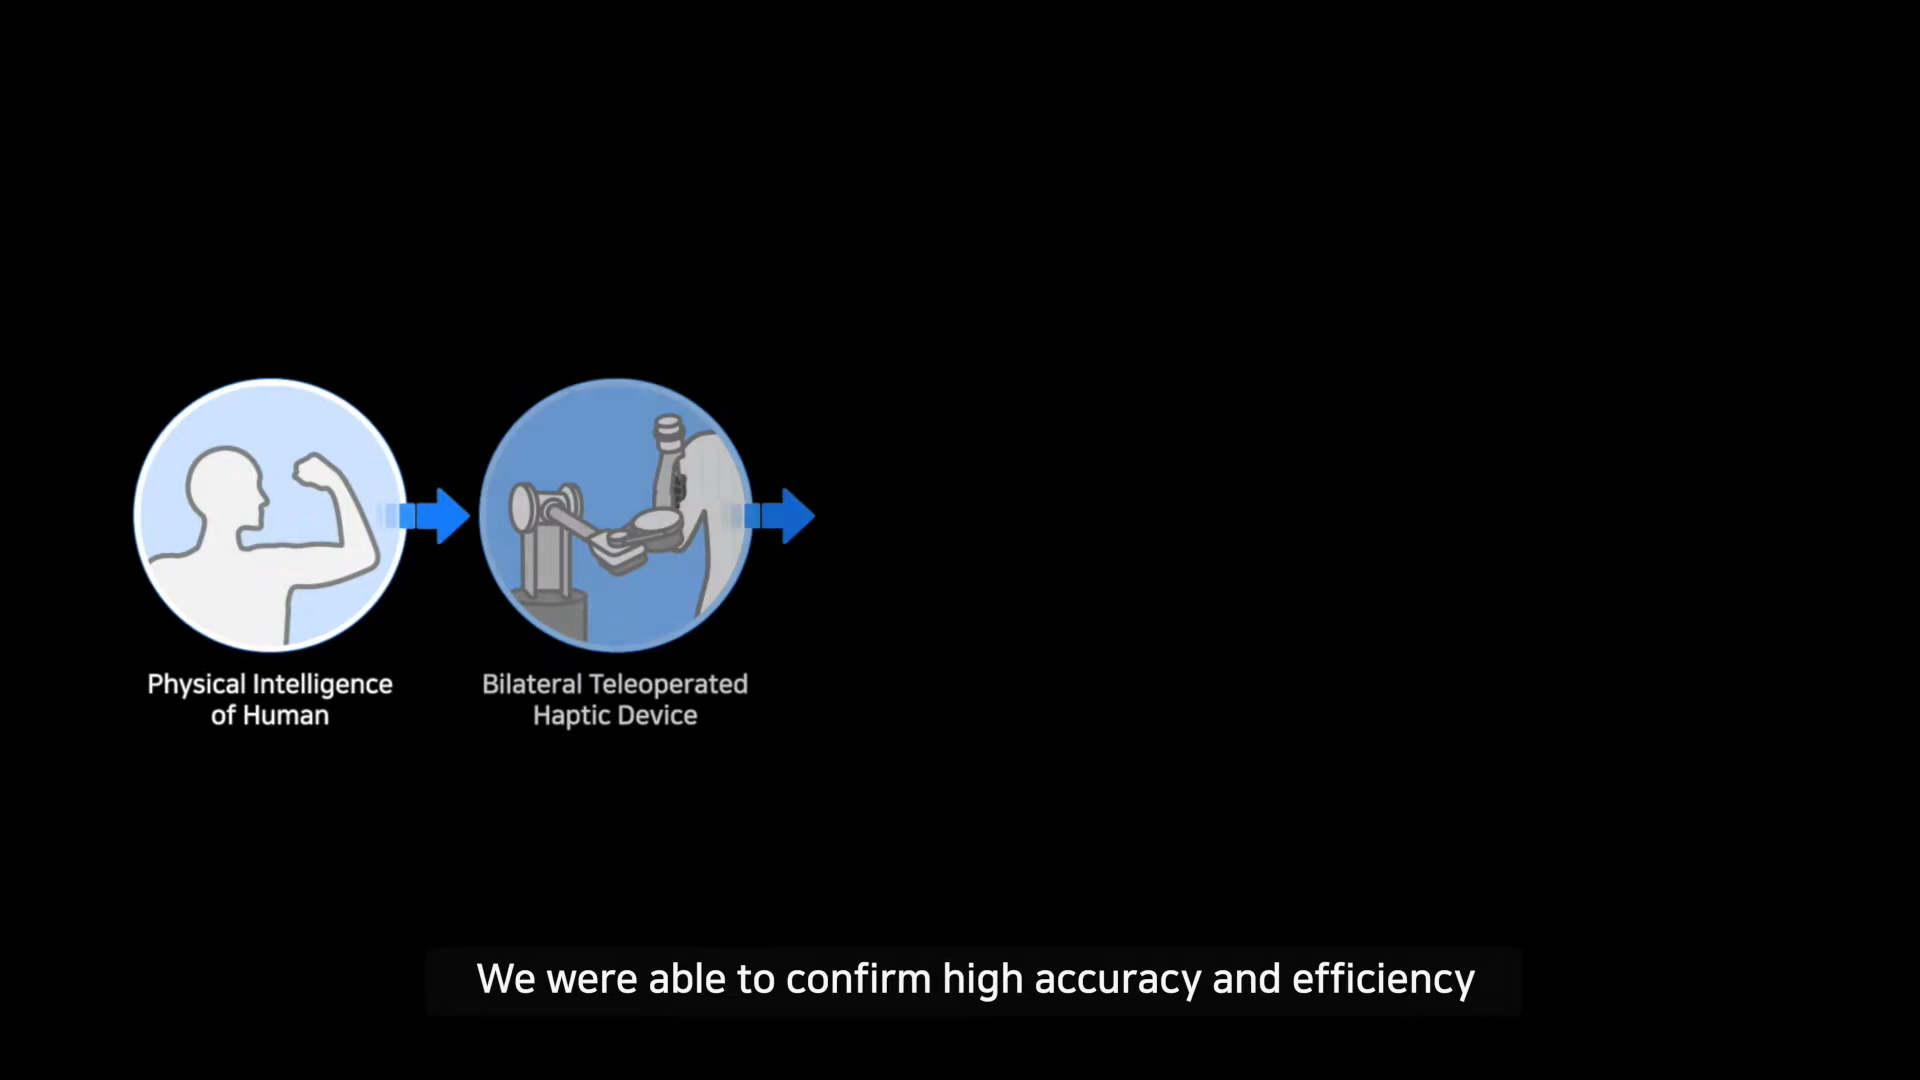 Physical Intelligence
of Human
Bilateral Teleoperated
Haptic Device
We were able to confirm high accuracy and efficiency